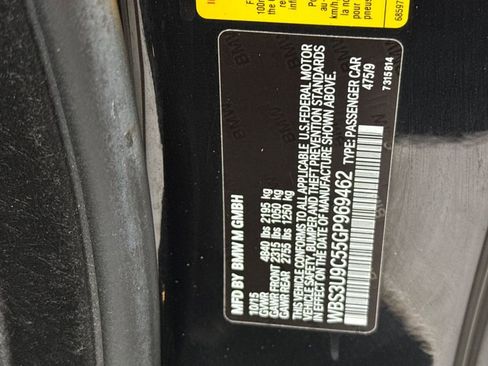 MFD BY BMW M GMBH
10/15
GAWR 4840 lbs 2195 kg
GAWR FRONT 2315 lbs 1050 kg
GAWR REAR 2755 lbs 1250 kg
THIS VEHICLE CONFORMS TO ALL APPLICABLE U.S. FEDERAL MOTOR
VEHICLE SAFETY, BUMPER AND THEFT PREVENTION STANDARDS
IN EFFECT ON THE DATE OF MANUFACTURE SHOWN ABOVE.
WBS3U9C55GP969462 TYPE: PASSENGER CAR
475/9
7 315 814
BMW